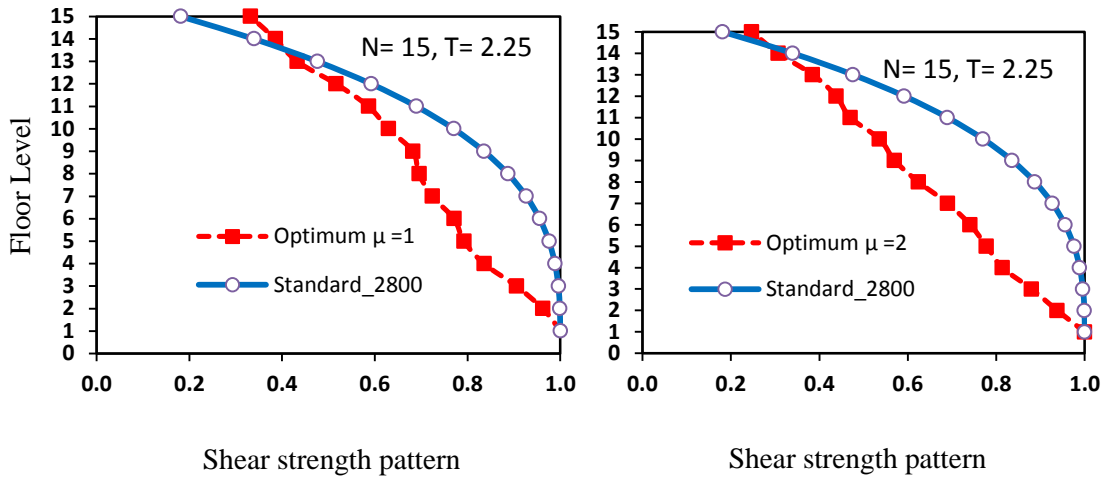 15
14
13
12
11
10
9
8
7
6
5
4
3
2
1
0
Floor Level
N= 15, T= 2.25
Optimum μ =1
Standard_2800
0.0 0.2 0.4 0.6 0.8 1.0
Shear strength pattern
15
14
13
12
11
10
9
8
7
6
5
4
3
2
1
0
N= 15, T= 2.25
Optimum μ =2
Standard_2800
0.0 0.2 0.4 0.6 0.8 1.0
Shear strength pattern